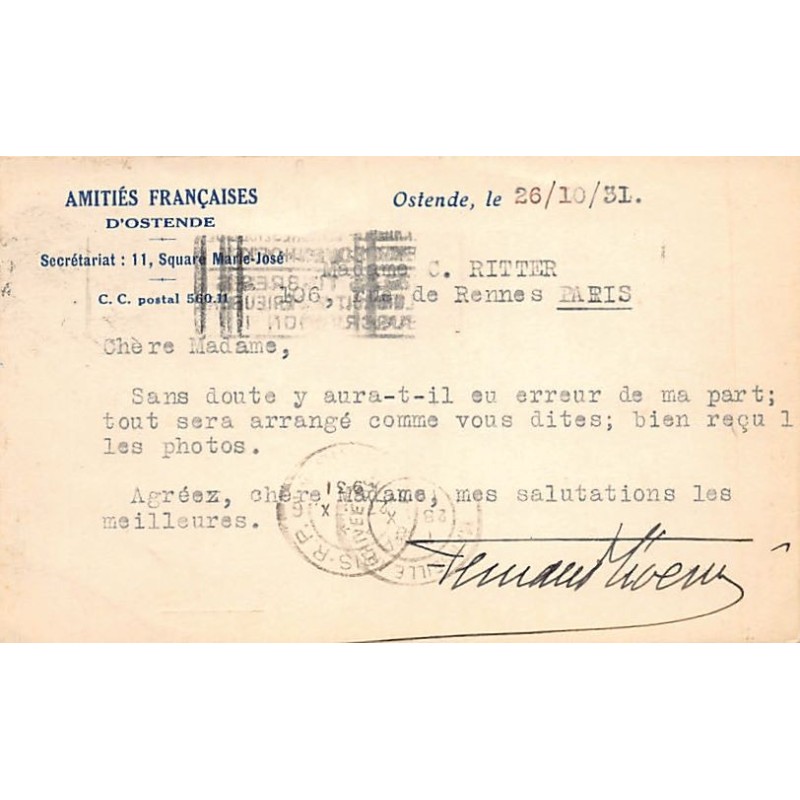 AMITIÉS FRANÇAISES
D'OSTENDE
Secrétariat : 11, Square Marie-José
C. C. postal 560.11
Ostende, le 26/10/31.
Madame C. RITTER
106, rue de Rennes PARIS
Chère Madame,
Sans doute y aura-t-il eu erreur de ma part;
tout sera arrangé comme vous dites; bien reçu l
les photos.
Agréez, chère Madame, mes salutations les
meilleures.